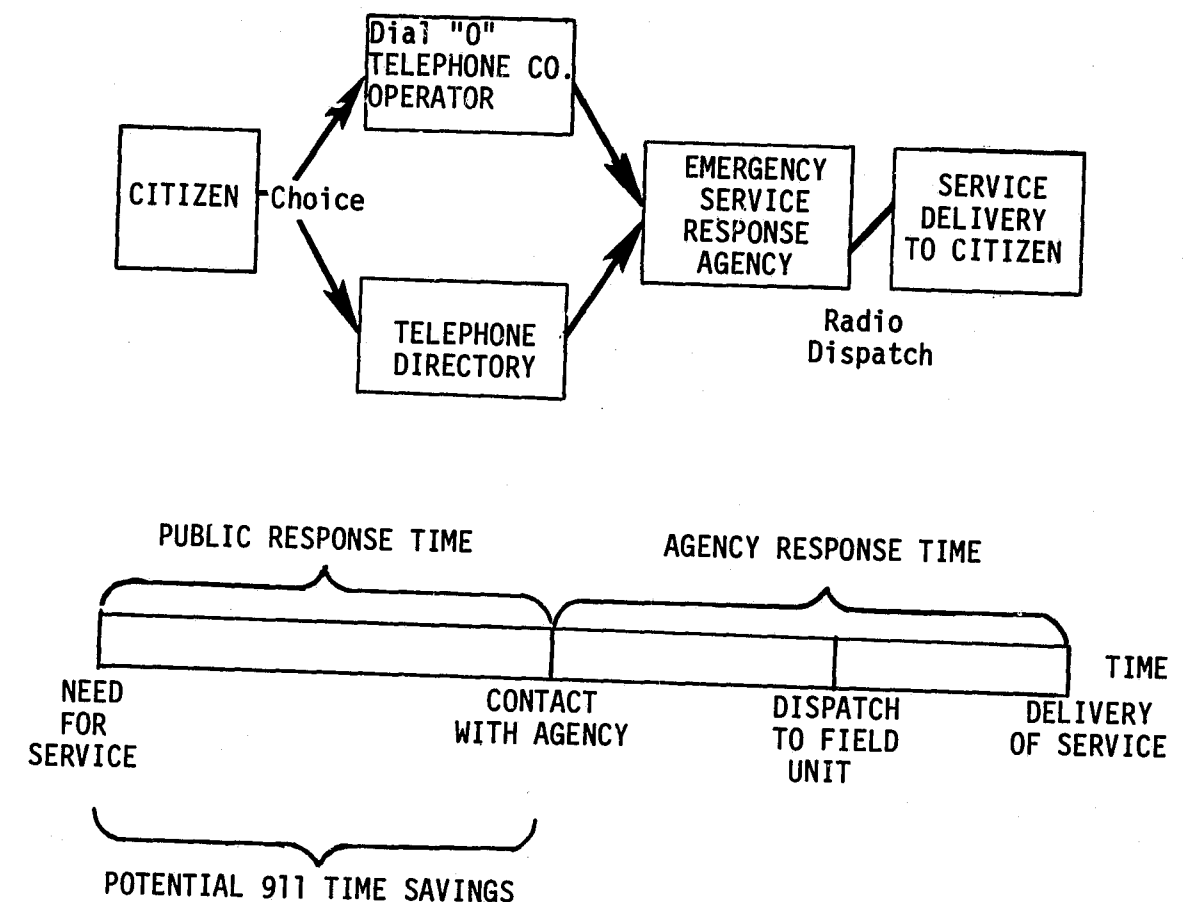 Dial "O"
TELEPHONE CO.
OPERATOR
CITIZEN
Choice
EMERGENCY
SERVICE
RESPONSE
AGENCY
SERVICE
DELIVERY
TO CITIZEN
TELEPHONE
DIRECTORY
Radio
Dispatch
PUBLIC RESPONSE TIME
AGENCY RESPONSE TIME
TIME
NEED
FOR
SERVICE
CONTACT
WITH AGENCY
DISPATCH
TO FIELD
UNIT
DELIVERY
OF SERVICE
POTENTIAL 911 TIME SAVINGS